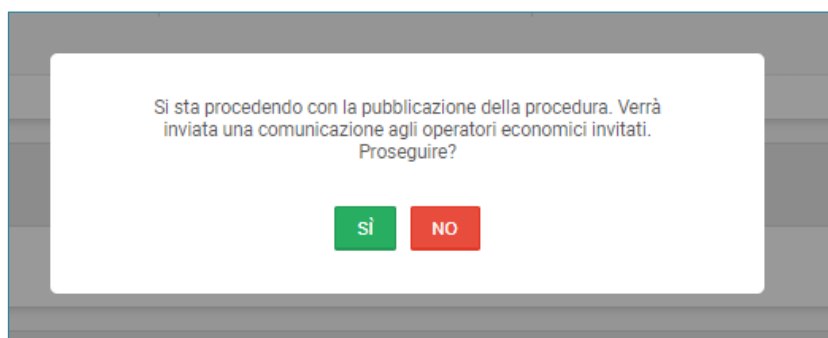 Si sta procedendo con la pubblicazione della procedura. Verrà
inviata una comunicazione agli operatori economici invitati.
Proseguire?
SÌ
NO